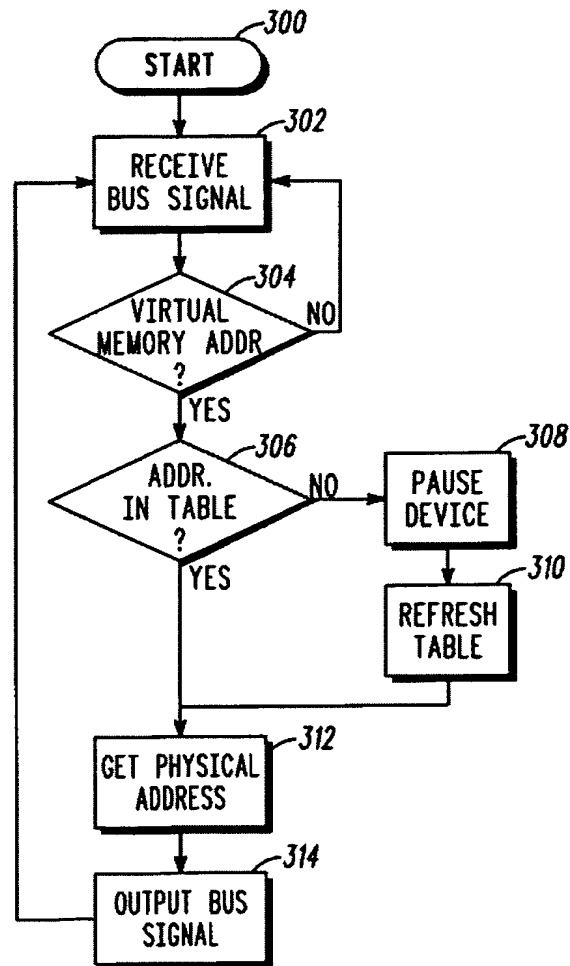 300
START
302
RECEIVE
BUS SIGNAL
304
VIRTUAL
MEMORY ADDR
?
NO
YES
306
ADDR.
IN TABLE
?
NO
YES
308
PAUSE
DEVICE
310
REFRESH
TABLE
312
GET PHYSICAL
ADDRESS
314
OUTPUT BUS
SIGNAL